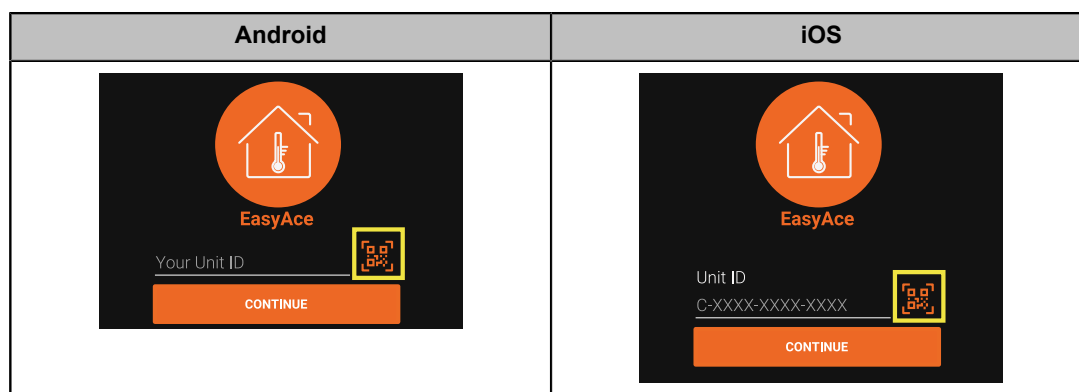 Android
iOS
EasyAce
Your Unit ID
CONTINUE
EasyAce
Unit ID
C-XXXX-XXXX-XXXX
CONTINUE